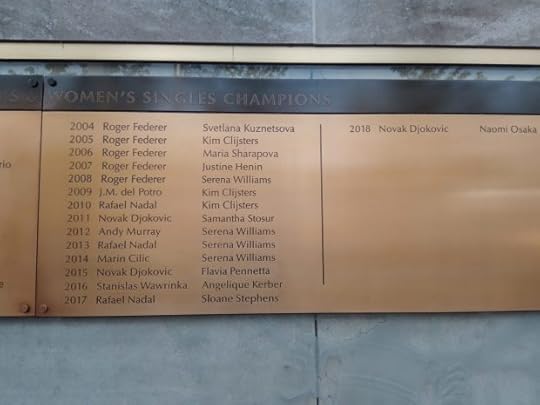 S & WOMEN'S SINGLES CHAMPIONS
2004 Roger Federer Svetlana Kuznetsova
2005 Roger Federer Kim Clijsters
2006 Roger Federer Maria Sharapova
2007 Roger Federer Justine Henin
2008 Roger Federer Serena Williams
2009 J.M. del Potro Kim Clijsters
2010 Rafael Nadal Kim Clijsters
2011 Novak Djokovic Samantha Stosur
2012 Andy Murray Serena Williams
2013 Rafael Nadal Serena Williams
2014 Marin Cilic Serena Williams
2015 Novak Djokovic Flavia Pennetta
2016 Stanislas Wawrinka Angelique Kerber
2017 Rafael Nadal Sloane Stephens
2018 Novak Djokovic Naomi Osaka